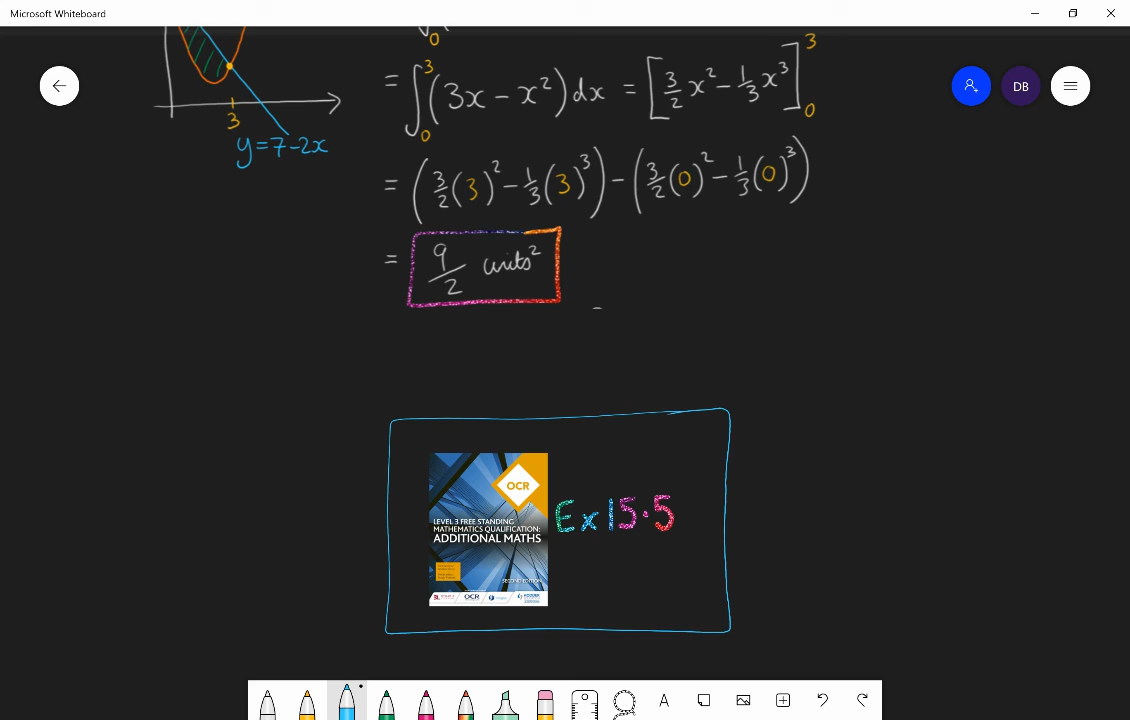 Microsoft Whiteboard
0
= ∫₀³ (3x − x²) dx = [3/2 x² − 1/3 x³]₀³
3
y = 7 − 2x
= (3/2 (3)² − 1/3 (3)³) − (3/2 (0)² − 1/3 (0)³)
= 9/2 units²
OCR
LEVEL 3 FREE STANDING
MATHEMATICS QUALIFICATION:
ADDITIONAL MATHS
Ex 15.5
SECOND EDITION
OCR
DB
A